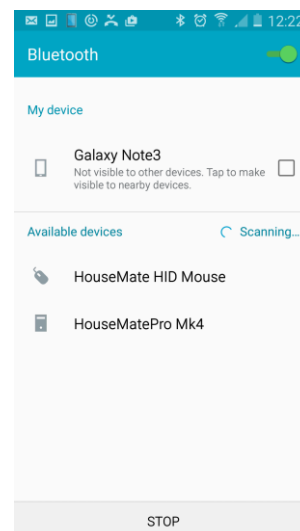 12:22
Bluetooth
My device
Galaxy Note3
Not visible to other devices. Tap to make
visible to nearby devices.
Available devices
Scanning...
HouseMate HID Mouse
HouseMatePro Mk4
STOP